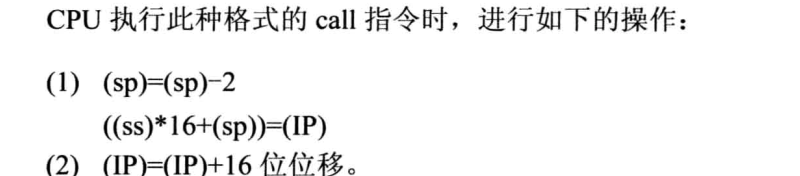 CPU 执行此种格式的 call 指令时，进行如下的操作：
(1) (sp)=(sp)−2
((ss)*16+(sp))=(IP)
(2) (IP)=(IP)+16 位位移。